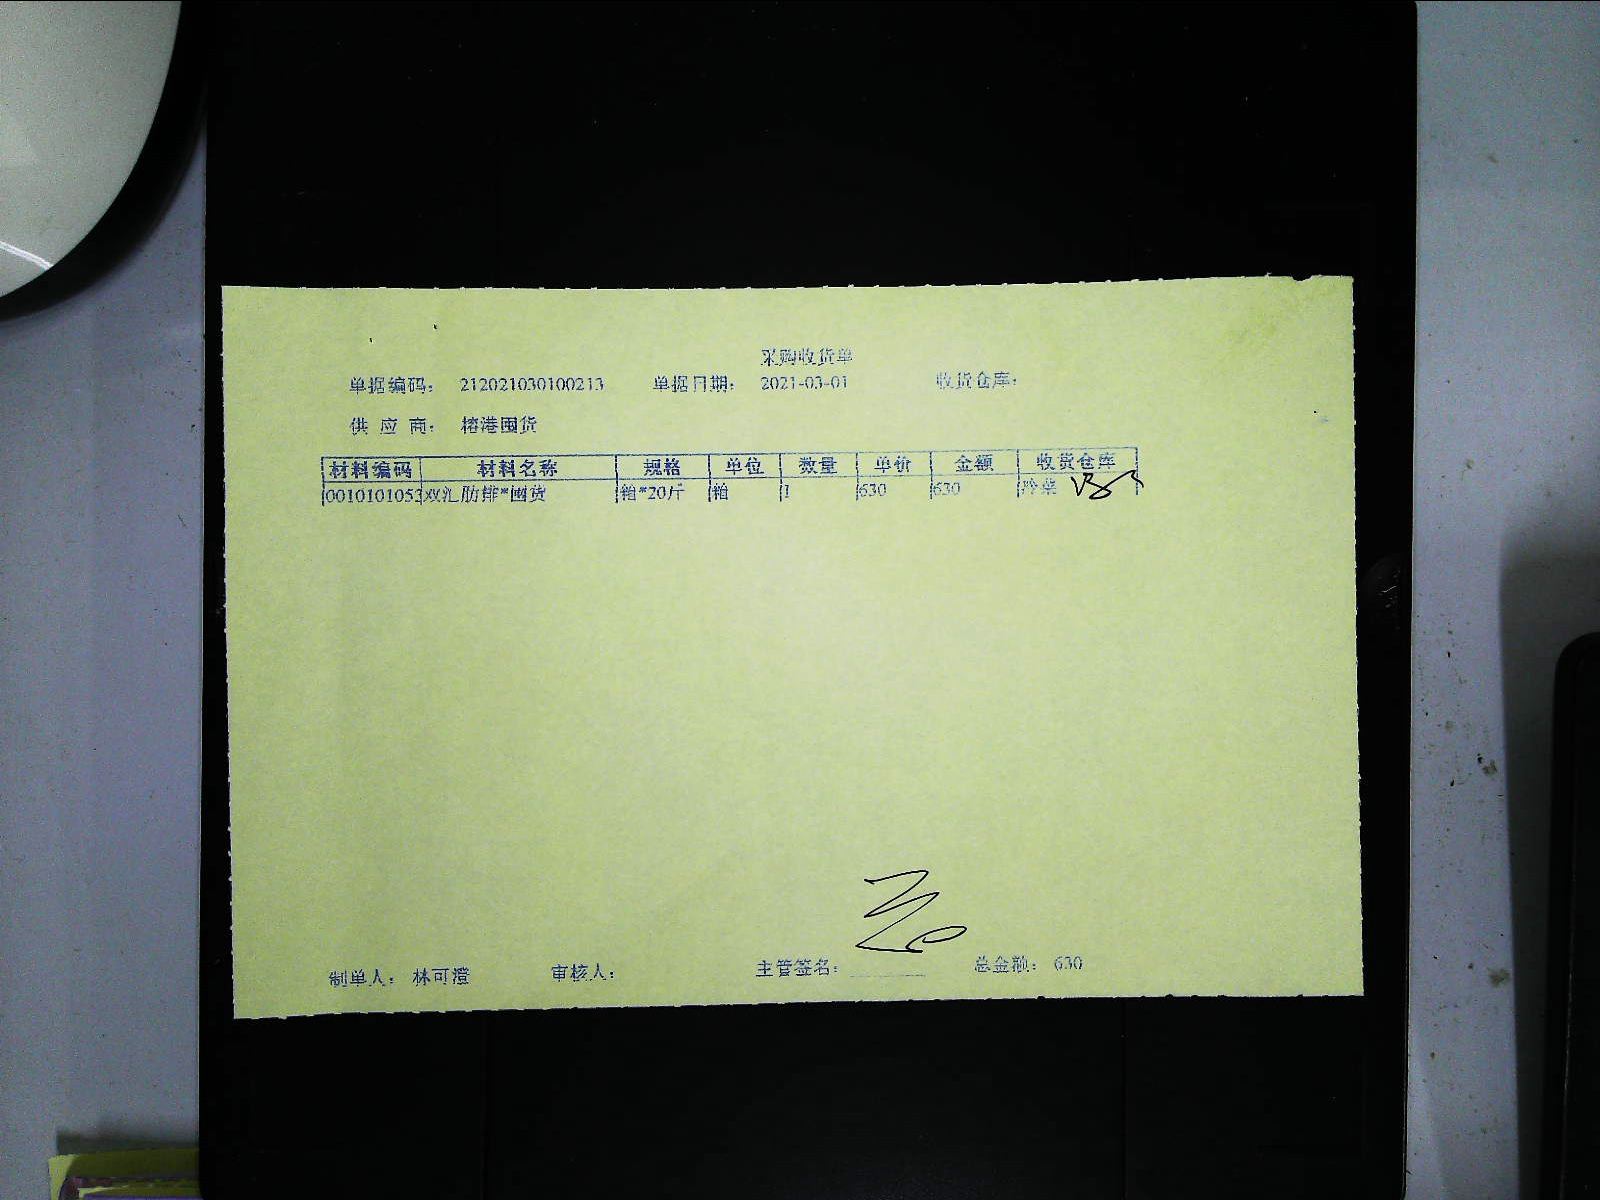 采购收货单
单据编码： 212021030100213 单据日期： 2021-03-01 收货仓库：
供 应 商： 榕港囤货
材料编码 材料名称 规格 单位 数量 单价 金额 收货仓库
0010101053 双汇肋排*囤货 箱*20斤 箱 1 630 630 冷菜
制单人： 林可澄 审核人： 主管签名： 总金额： 630